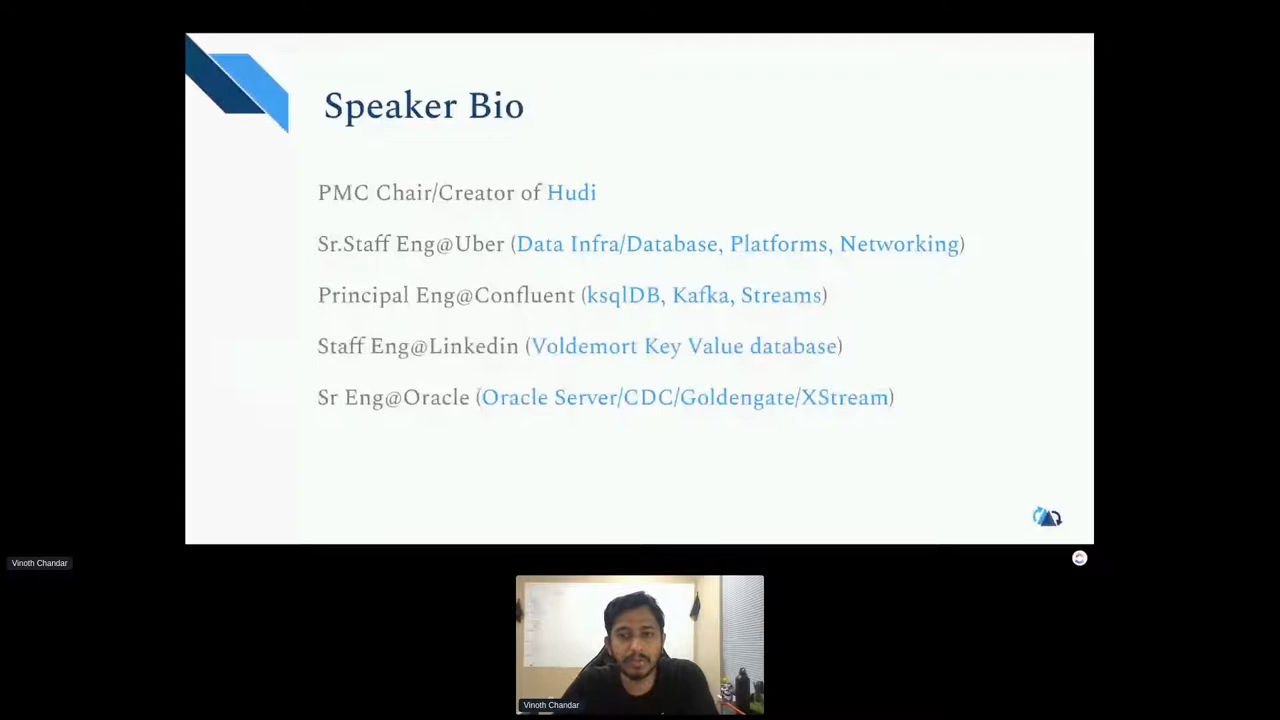 Speaker Bio
PMC Chair/Creator of Hudi
Sr.Staff Eng@Uber (Data Infra/Database, Platforms, Networking)
Principal Eng@Confluent (ksqlDB, Kafka, Streams)
Staff Eng@Linkedin (Voldemort Key Value database)
Sr Eng@Oracle (Oracle Server/CDC/Goldengate/XStream)
Vinoth Chandar
Vinoth Chandar